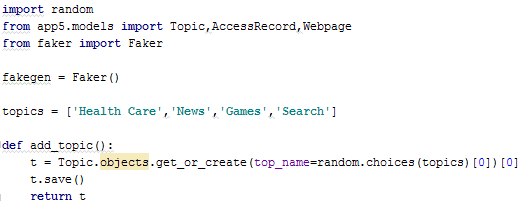 import random
from app5.models import Topic,AccessRecord,Webpage
from faker import Faker
fakegen = Faker()
topics = ['Health Care','News','Games','Search']
def add_topic():
t = Topic.objects.get_or_create(top_name=random.choices(topics)[0])[0]
t.save()
return t